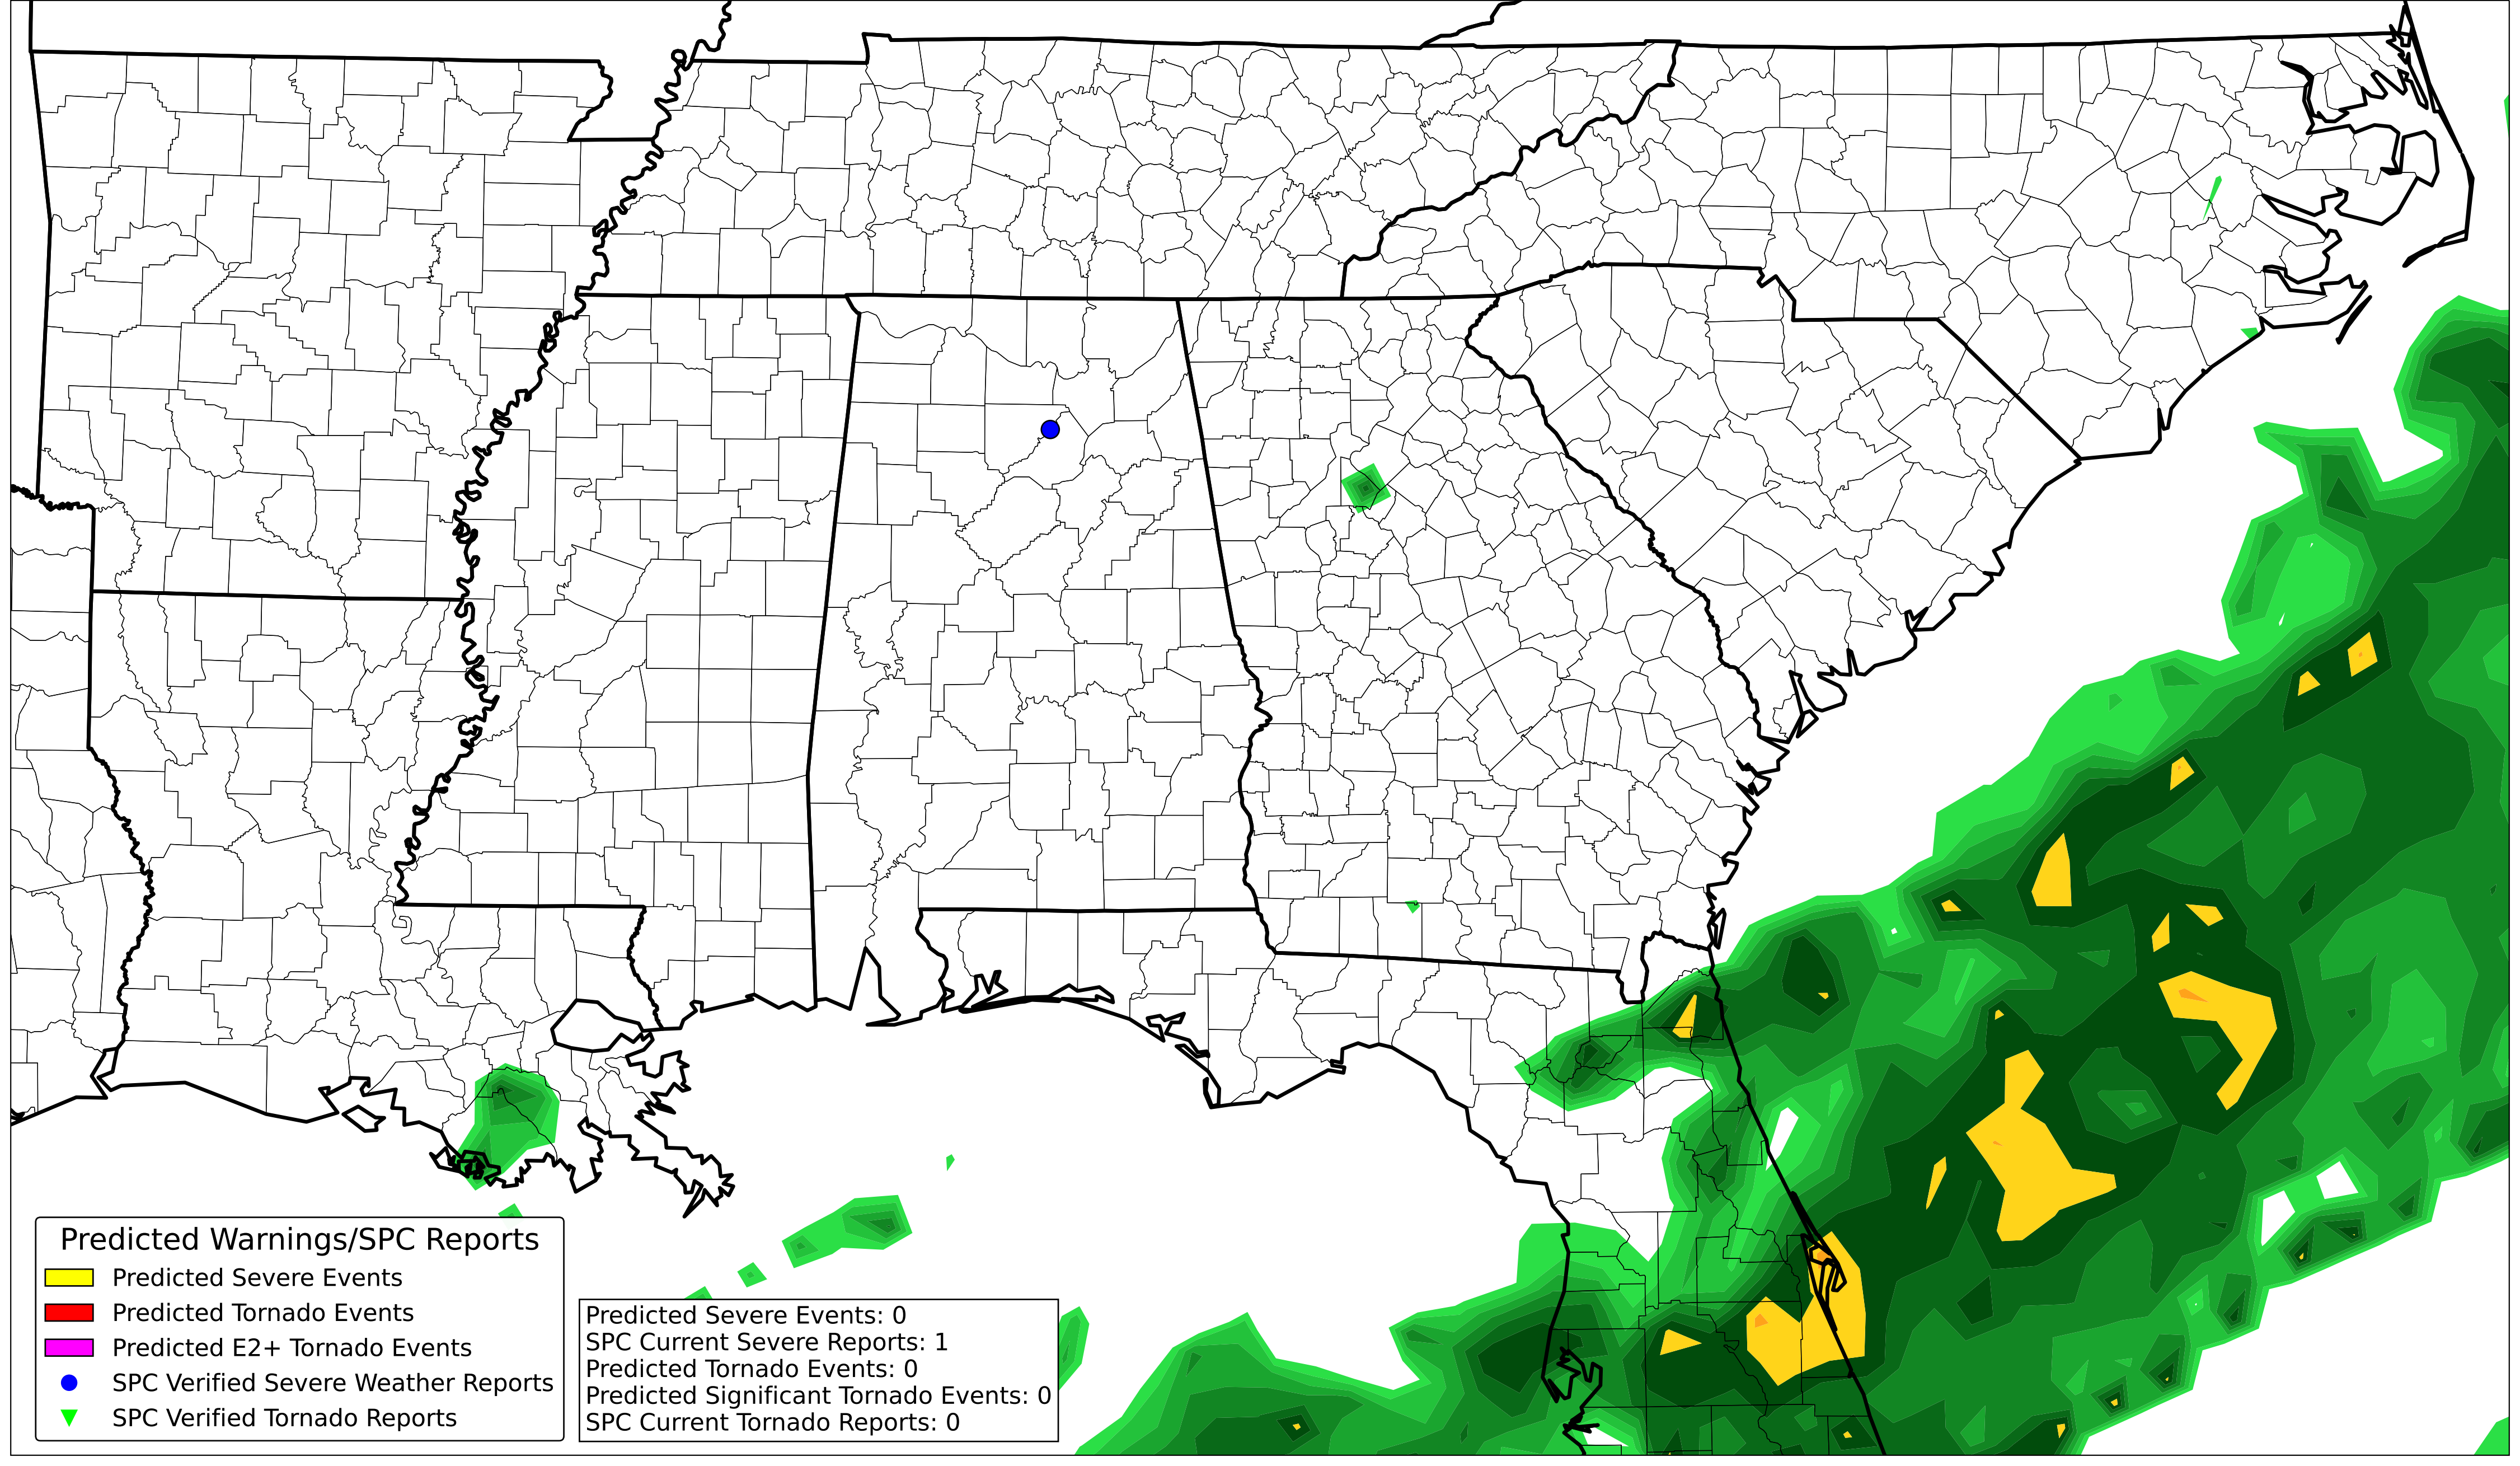 Predicted Warnings/SPC Reports
Predicted Severe Events
Predicted Tornado Events
Predicted E2+ Tornado Events
SPC Verified Severe Weather Reports
SPC Verified Tornado Reports
Predicted Severe Events: 0
SPC Current Severe Reports: 1
Predicted Tornado Events: 0
Predicted Significant Tornado Events: 0
SPC Current Tornado Reports: 0